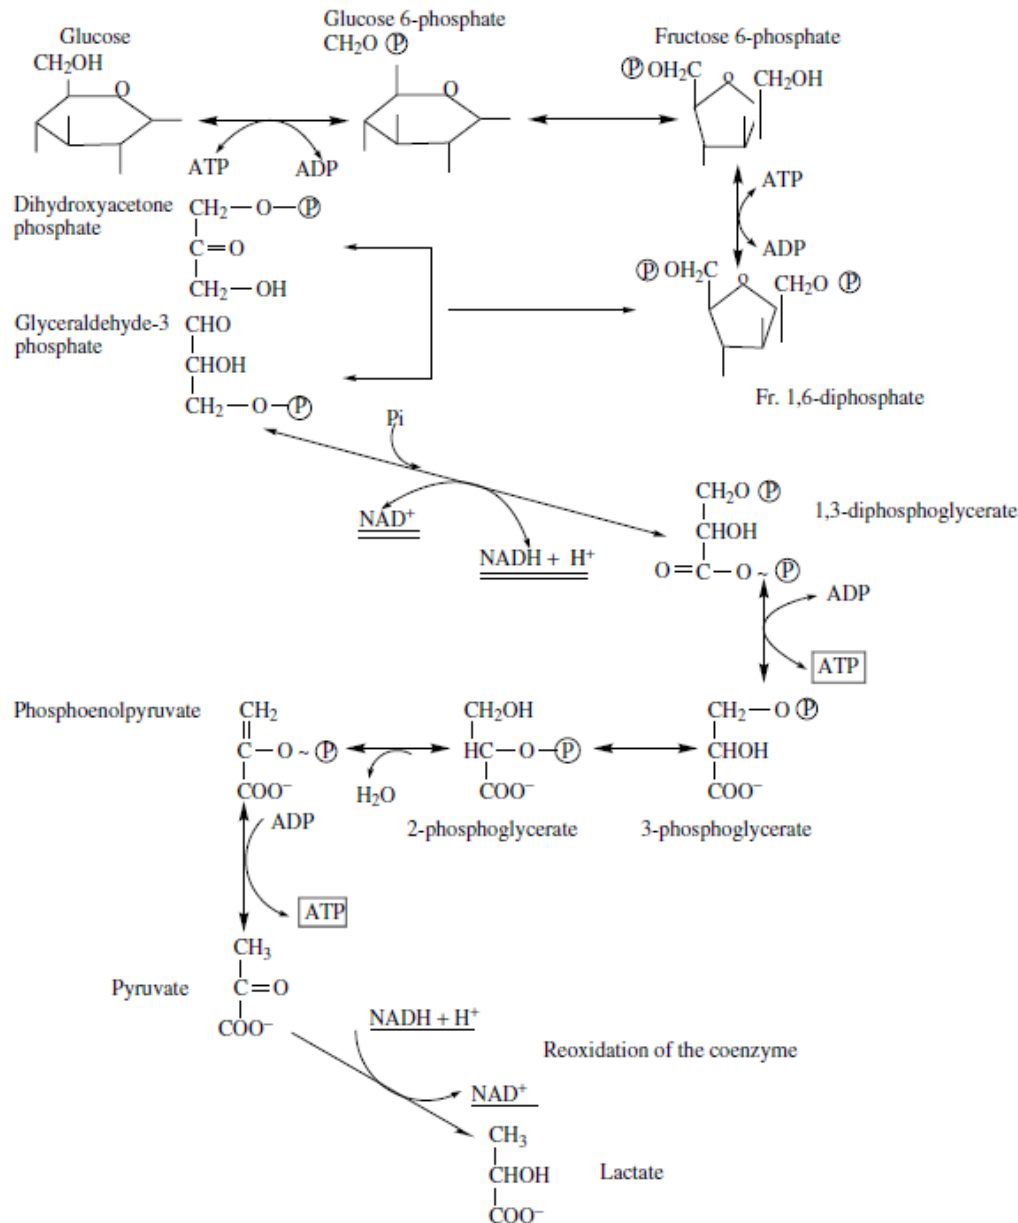 Glucose
CH₂OH
O
Glucose 6-phosphate
CH₂O Ⓟ
O
Fructose 6-phosphate
Ⓟ OH₂C
O
CH₂OH
ATP
ADP
ATP
ADP
Dihydroxyacetone
phosphate
CH₂—O—Ⓟ
C=O
CH₂—OH
Ⓟ OH₂C
O
CH₂O Ⓟ
Fr. 1,6-diphosphate
Glyceraldehyde-3
phosphate
CHO
CHOH
CH₂—O—Ⓟ
Pi
NAD⁺
NADH + H⁺
CH₂O Ⓟ
CHOH
O=C—O ~ Ⓟ
1,3-diphosphoglycerate
ADP
ATP
Phosphoenolpyruvate
CH₂
C—O ~ Ⓟ
COO⁻
H₂O
CH₂OH
HC—O—Ⓟ
COO⁻
2-phosphoglycerate
CH₂—O Ⓟ
CHOH
COO⁻
3-phosphoglycerate
ADP
ATP
Pyruvate
CH₃
C=O
COO⁻
NADH + H⁺
Reoxidation of the coenzyme
NAD⁺
CH₃
CHOH
COO⁻
Lactate